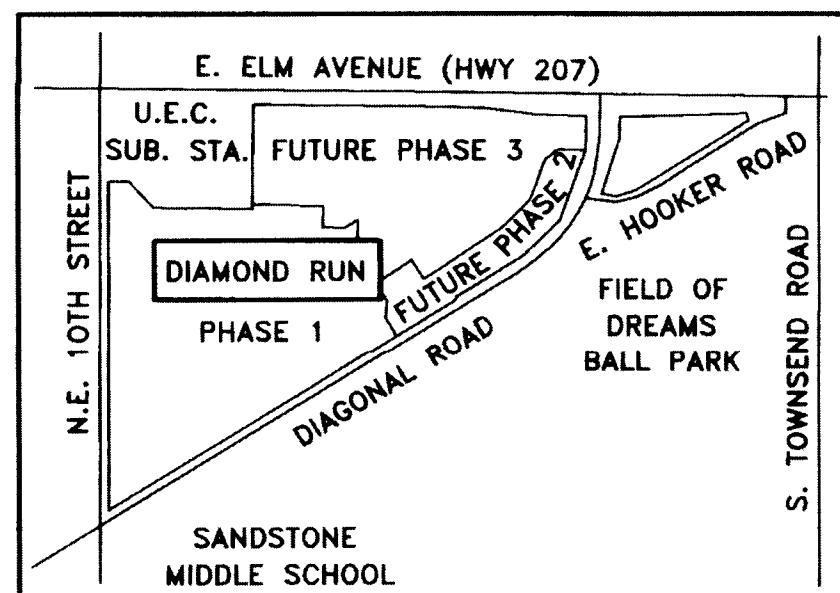 E. ELM AVENUE (HWY 207)
U.E.C.
SUB. STA.
FUTURE PHASE 3
N.E. 10TH STREET
DIAMOND RUN
PHASE 1
FUTURE PHASE 2
DIAGONAL ROAD
E. HOOKER ROAD
FIELD OF
DREAMS
BALL PARK
S. TOWNSEND ROAD
SANDSTONE
MIDDLE SCHOOL